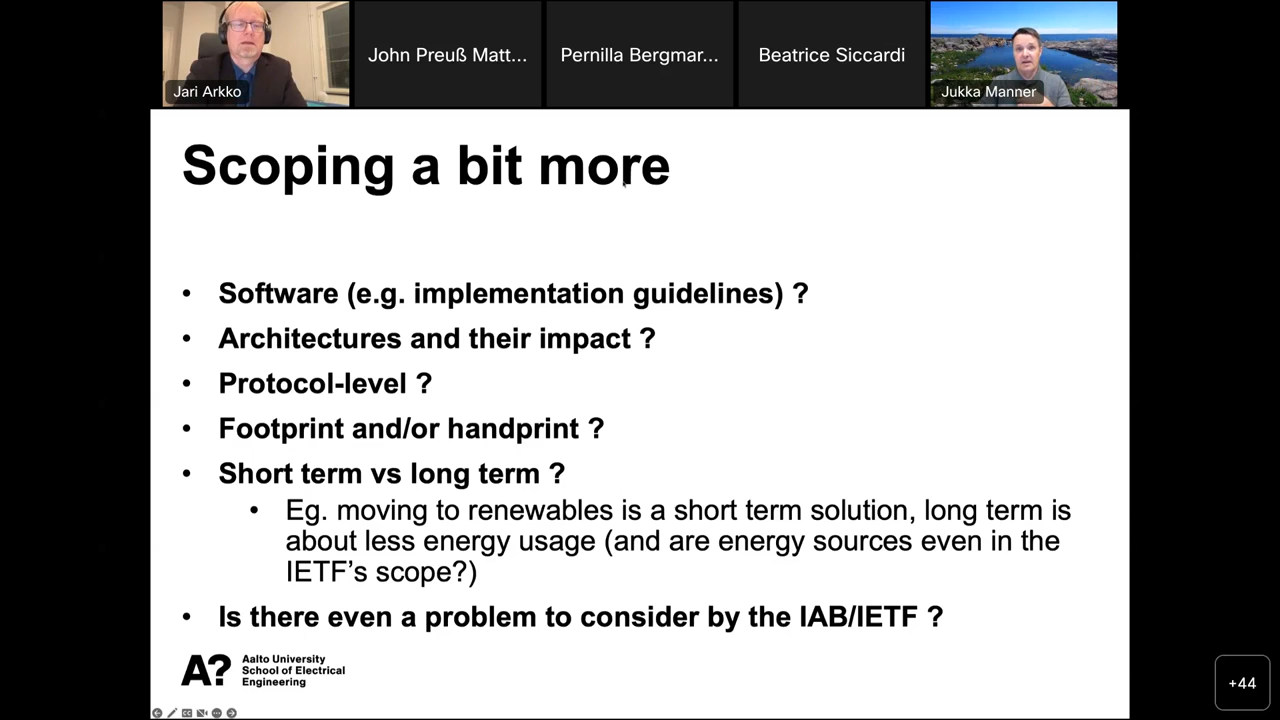 Jari Arkko
John Preuß Matt...
Pernilla Bergmar...
Beatrice Siccardi
Jukka Manner
Scoping a bit more
• Software (e.g. implementation guidelines) ?
• Architectures and their impact ?
• Protocol-level ?
• Footprint and/or handprint ?
• Short term vs long term ?
• Eg. moving to renewables is a short term solution, long term is
about less energy usage (and are energy sources even in the
IETF’s scope?)
• Is there even a problem to consider by the IAB/IETF ?
A? Aalto University
School of Electrical
Engineering
+44